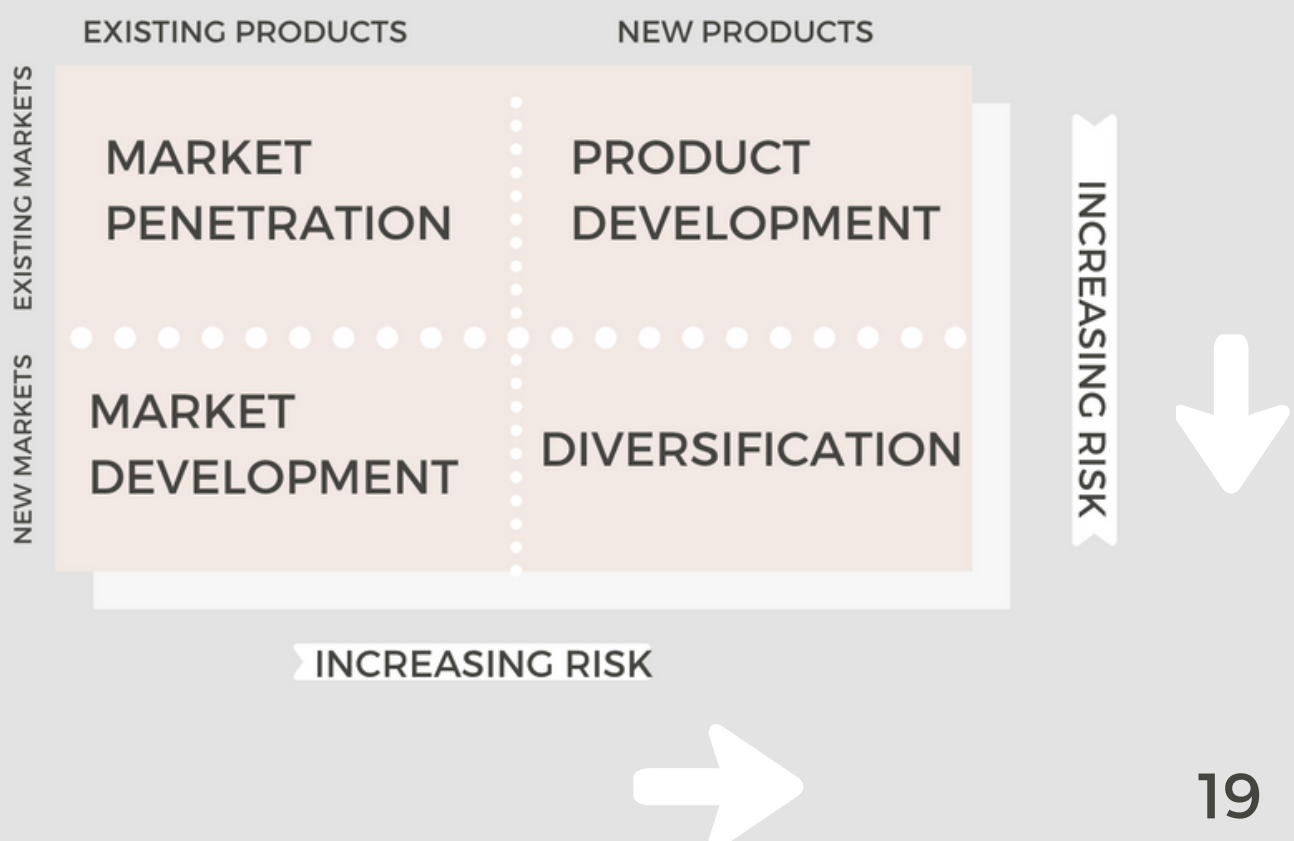 EXISTING PRODUCTS
NEW PRODUCTS
EXISTING MARKETS
MARKET
PENETRATION
PRODUCT
DEVELOPMENT
NEW MARKETS
MARKET
DEVELOPMENT
DIVERSIFICATION
INCREASING RISK
INCREASING RISK
19